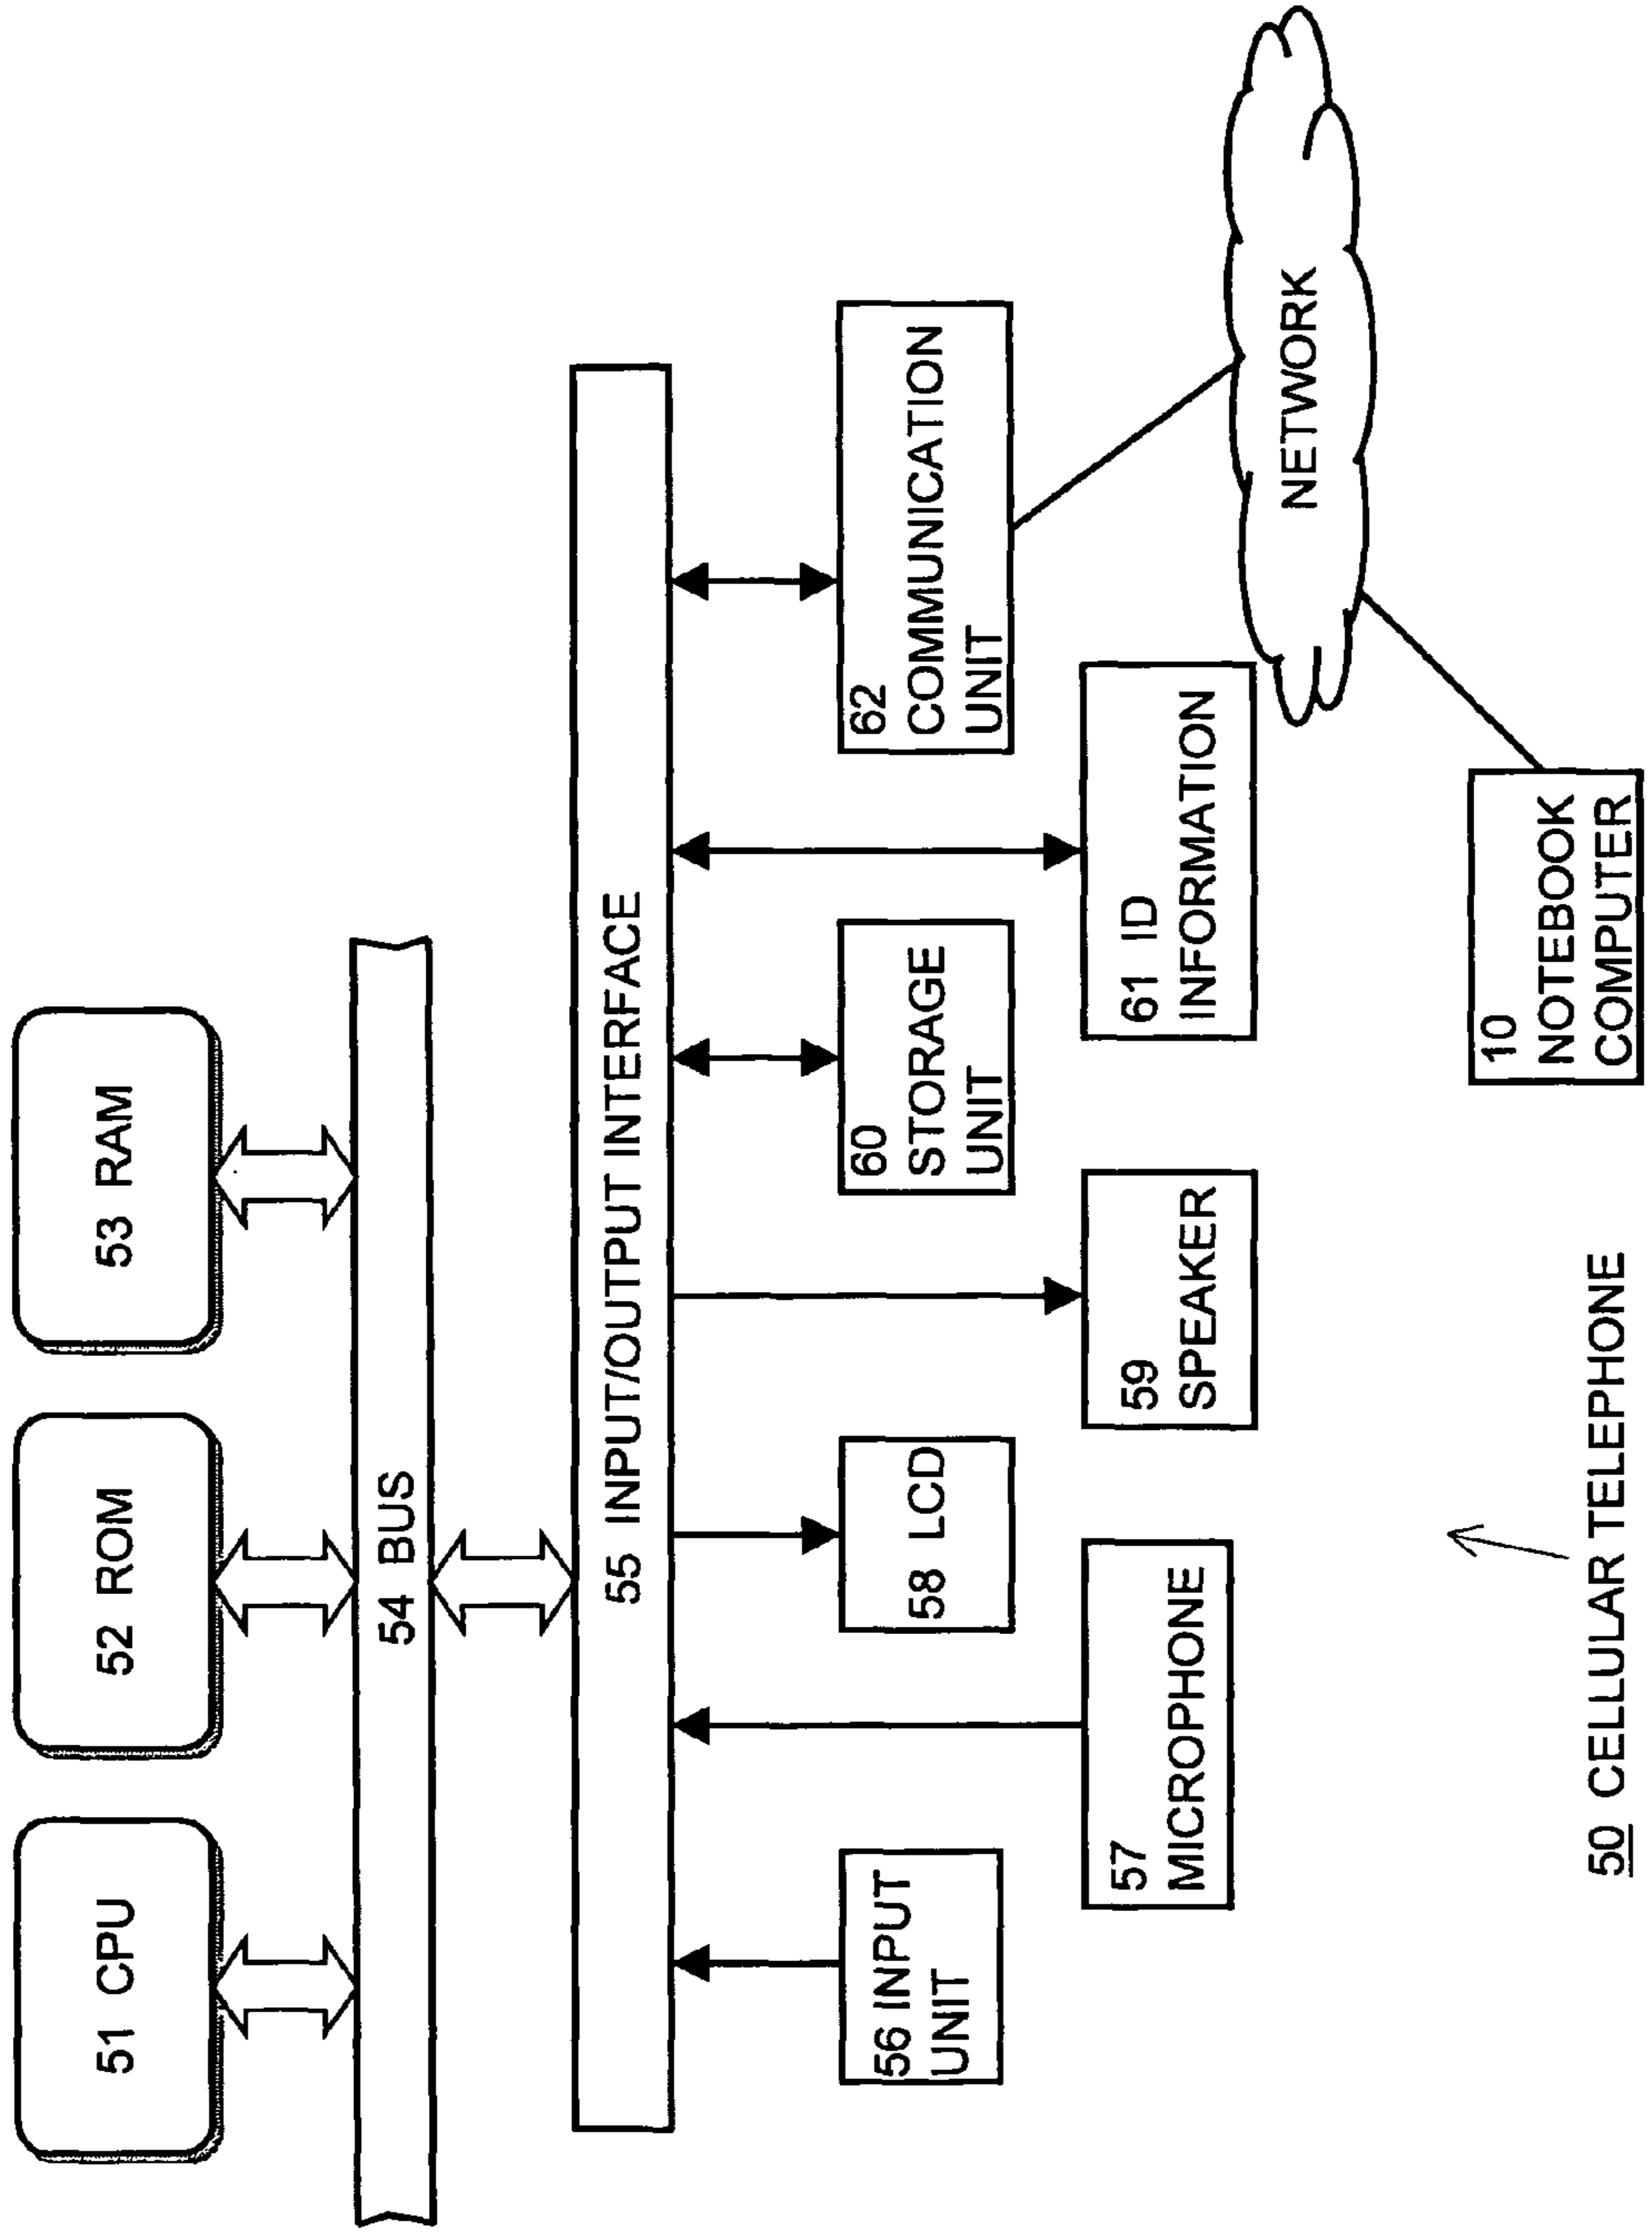 51 CPU
52 ROM
53 RAM
54 BUS
55 INPUT/OUTPUT INTERFACE
56 INPUT
UNIT
57
MICROPHONE
58 LCD
59
SPEAKER
60
STORAGE
UNIT
61 ID
INFORMATION
62
COMMUNICATION
UNIT
NETWORK
10
NOTEBOOK
COMPUTER
50 CELLULAR TELEPHONE